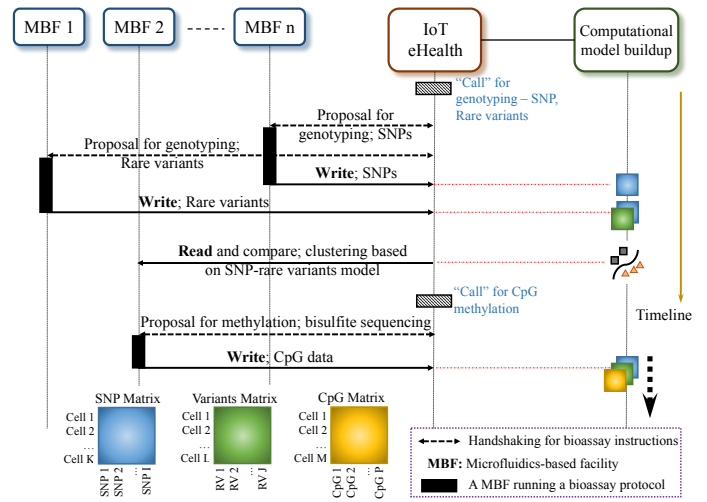 MBF 1
MBF 2
MBF n
IoT
eHealth
Computational
model buildup
“Call” for
genotyping – SNP,
Rare variants
Proposal for
genotyping; SNPs
Proposal for genotyping;
Rare variants
Write; SNPs
Write; Rare variants
Read and compare; clustering based
on SNP-rare variants model
“Call” for CpG
methylation
Timeline
Proposal for methylation; bisulfite sequencing
Write; CpG data
SNP Matrix
Cell 1
Cell 2
...
Cell K
SNP 1
SNP 2
...
SNP I
Variants Matrix
Cell 1
Cell 2
...
Cell L
RV 1
RV 2
...
RV J
CpG Matrix
Cell 1
Cell 2
...
Cell M
CpG 1
CpG 2
...
CpG P
Handshaking for bioassay instructions
MBF: Microfluidics-based facility
A MBF running a bioassay protocol